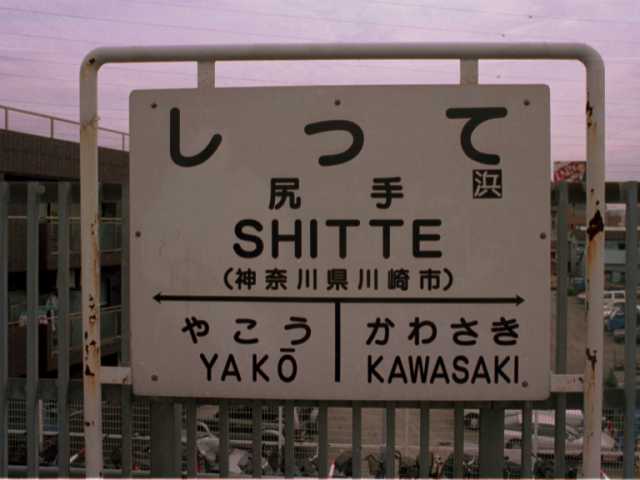 しって
浜
尻手
SHITTE
(神奈川県川崎市)
やこう かわさき
YAKŌ KAWASAKI